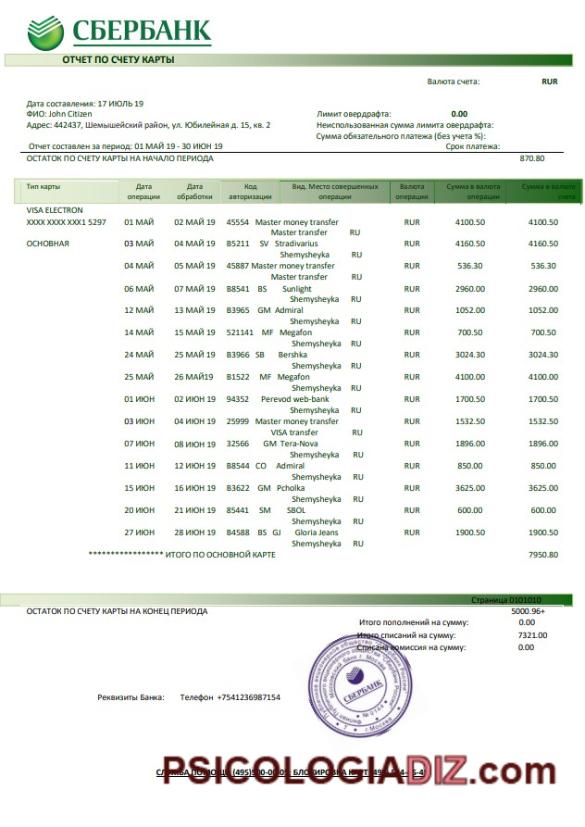 СБЕРБАНК
ОТЧЕТ ПО СЧЕТУ КАРТЫ
Валюта счета: RUR
Дата составления: 17 ИЮЛЬ 19
ФИО: John Citizen
Лимит овердрафта: 0.00
Адрес: 442437, Шемышейский район, ул. Юбилейная д. 15, кв. 2
Неиспользованная сумма лимита овердрафта:
Сумма обязательного платежа (без учета %):
Отчет составлен за период: 01 МАЙ 19 - 30 ИЮН 19 Срок платежа:
ОСТАТОК ПО СЧЕТУ КАРТЫ НА НАЧАЛО ПЕРИОДА 870.80
Тип карты Дата операции Дата обработки Код авторизации Вид. Место совершенных операции Валюта операции Сумма в валюта операции Сумма в валюта
VISA ELECTRON
XXXX XXXX XXX1 5297 01 МАЙ 02 МАЙ 19 45554 Master money transfer RUR 4100.50 4100.50
Master transfer RU
ОСНОВНАЯ 03 МАЙ 04 МАЙ 19 B5211 SV Stradivarius RUR 4160.50 4160.50
Shemysheyka RU
04 МАЙ 05 МАЙ 19 45887 Master money transfer RUR 536.30 536.30
Master transfer RU
06 МАЙ 07 МАЙ 19 B8541 BS Sunlight RUR 2960.00 2960.00
Shemysheyka RU
12 МАЙ 13 МАЙ 19 B3965 GM Admiral RUR 1052.00 1052.00
Shemysheyka RU
14 МАЙ 15 МАЙ 19 521141 MF Megafon RUR 700.50 700.50
Shemysheyka RU
24 МАЙ 25 МАЙ 19 B3966 SB Bershka RUR 3024.30 3024.30
Shemysheyka RU
25 МАЙ 26 МАЙ19 B1522 MF Megafon RUR 4100.00 4100.00
Shemysheyka RU
01 ИЮН 02 ИЮН 19 94352 Perevod web-bank RUR 1700.50 1700.50
Shemysheyka RU
03 ИЮН 04 ИЮН 19 25999 Master money transfer RUR 1532.50 1532.50
VISA transfer RU
07 ИЮН 08 ИЮН 19 32566 GM Tera-Nova RUR 1896.00 1896.00
Shemysheyka RU
11 ИЮН 12 ИЮН 19 B8544 CO Admiral RUR 850.00 850.00
Shemysheyka RU
15 ИЮН 16 ИЮН 19 B3622 GM Pcholka RUR 3625.00 3625.00
Shemysheyka RU
20 ИЮН 21 ИЮН 19 85441 SM SBOL RUR 600.00 600.00
Shemysheyka RU
27 ИЮН 28 ИЮН 19 B4588 BS GJ Gloria Jeans RUR 1900.50 1900.50
Shemysheyka RU
***************** ИТОГО ПО ОСНОВНОЙ КАРТЕ 7950.80
Страница 0101010
ОСТАТОК ПО СЧЕТУ КАРТЫ НА КОНЕЦ ПЕРИОДА 5000.96+
Итого пополнений на сумму: 0.00
Итого списаний на сумму: 7321.00
Списана комиссия на сумму: 0.00
СБЕРБАНК
Реквизиты Банка: Телефон +7541236987154
PSICOLOGIADIZ.com